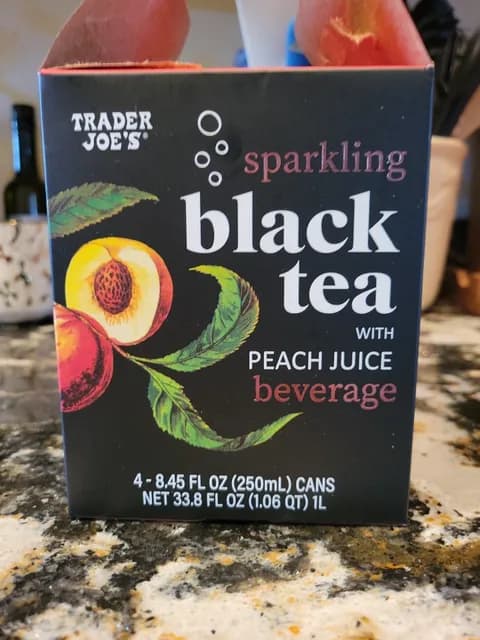 TRADER
JOE'S®
sparkling
black
tea
WITH
PEACH JUICE
beverage
4 - 8.45 FL OZ (250mL) CANS
NET 33.8 FL OZ (1.06 QT) 1L